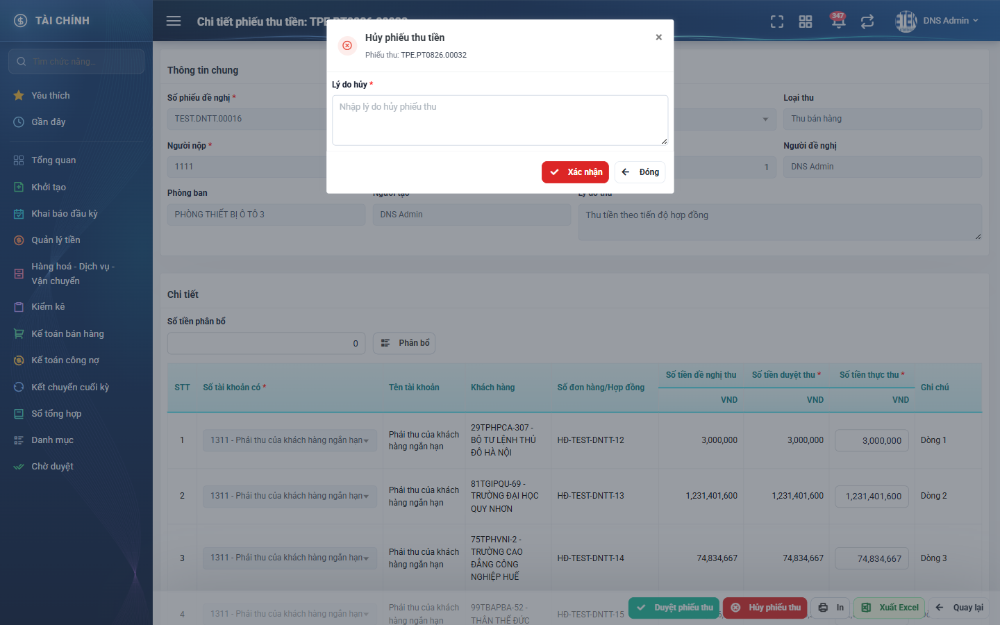 TÀI CHÍNH
Tìm chức năng...
Yêu thích
Gần đây
Tổng quan
Khởi tạo
Khai báo đầu kỳ
Quản lý tiền
Hàng hoá - Dịch vụ -
Vận chuyển
Kiểm kê
Kế toán bán hàng
Kế toán công nợ
Kết chuyển cuối kỳ
Sổ tổng hợp
Danh mục
Chờ duyệt
Chi tiết phiếu thu tiền:
347
DNS Admin
Hủy phiếu thu tiền
×
Phiếu thu: TPE.PT0826.00032
Lý do hủy *
Nhập lý do hủy phiếu thu
Xác nhận
Đóng
Thông tin chung
Số phiếu đề nghị *
Loại thu
TEST.DNTT.00016
Thu bán hàng
Người nộp *
Người đề nghị
1111
1
DNS Admin
Phòng ban
Người tạo
Lý do thu
PHÒNG THIẾT BỊ Ô TÔ 3
DNS Admin
Thu tiền theo tiến độ hợp đồng
Chi tiết
Số tiền phân bổ
0
Phân bổ
STT Số tài khoản có * Tên tài khoản Khách hàng Số đơn hàng/Hợp đồng Số tiền đề nghị thu Số tiền duyệt thu * Số tiền thực thu * Ghi chú
VND VND VND
1 1311 - Phải thu của khách hàng ngắn hạn Phải thu của khách hàng ngắn hạn 29TPHPCA-307 - BỘ TƯ LỆNH THỦ ĐÔ HÀ NỘI HĐ-TEST-DNTT-12 3,000,000 3,000,000 3,000,000 Dòng 1
2 1311 - Phải thu của khách hàng ngắn hạn Phải thu của khách hàng ngắn hạn 81TGIPQU-69 - TRƯỜNG ĐẠI HỌC QUY NHƠN HĐ-TEST-DNTT-13 1,231,401,600 1,231,401,600 1,231,401,600 Dòng 2
3 1311 - Phải thu của khách hàng ngắn hạn Phải thu của khách hàng ngắn hạn 75TPHVNI-2 - TRƯỜNG CAO ĐẲNG CÔNG NGHIỆP HUẾ HĐ-TEST-DNTT-14 74,834,667 74,834,667 74,834,667 Dòng 3
4 1311 - Phải thu của khách hàng ngắn hạn Phải thu của khách hàng ngắn hạn 99TBAPBA-52 - THÂN THẾ ĐỨC HĐ-TEST-DNTT-15
Duyệt phiếu thu
Hủy phiếu thu
In
Xuất Excel
Quay lại